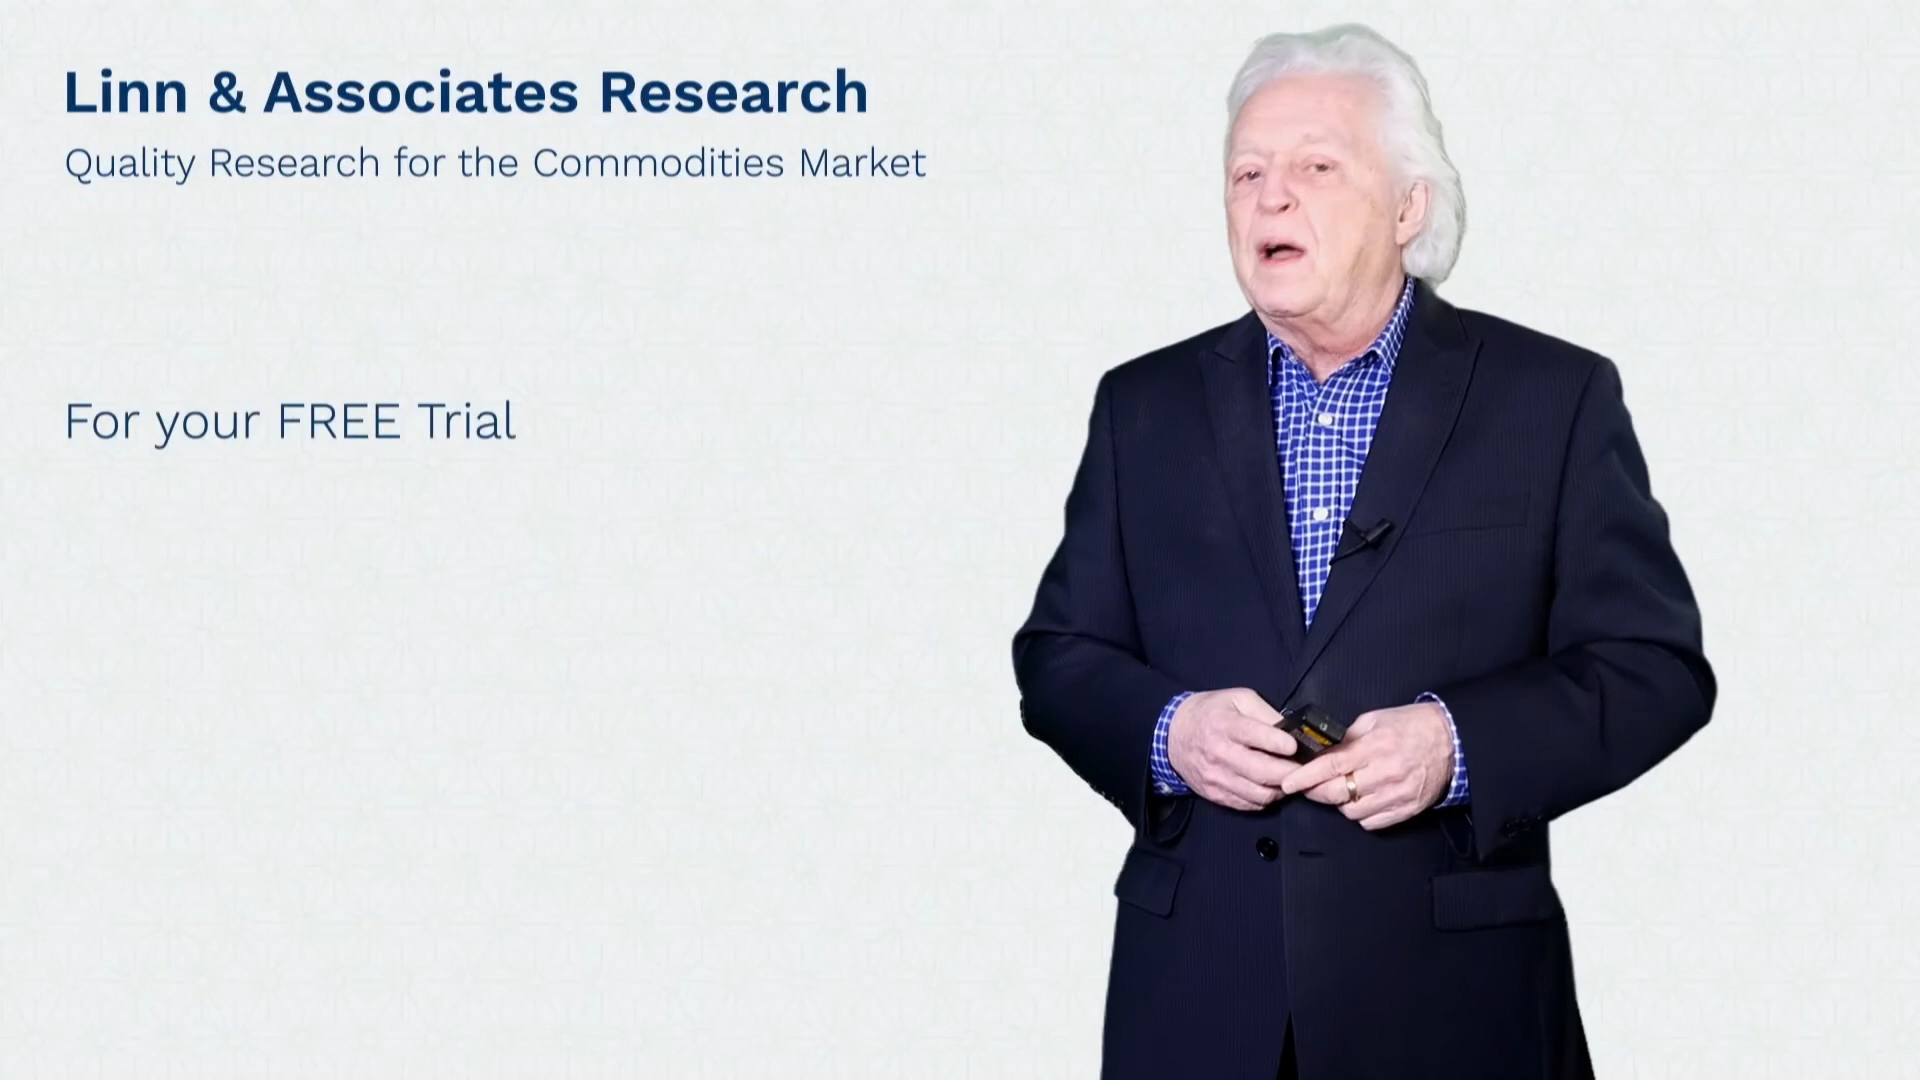 Linn & Associates Research
Quality Research for the Commodities Market
For your FREE Trial